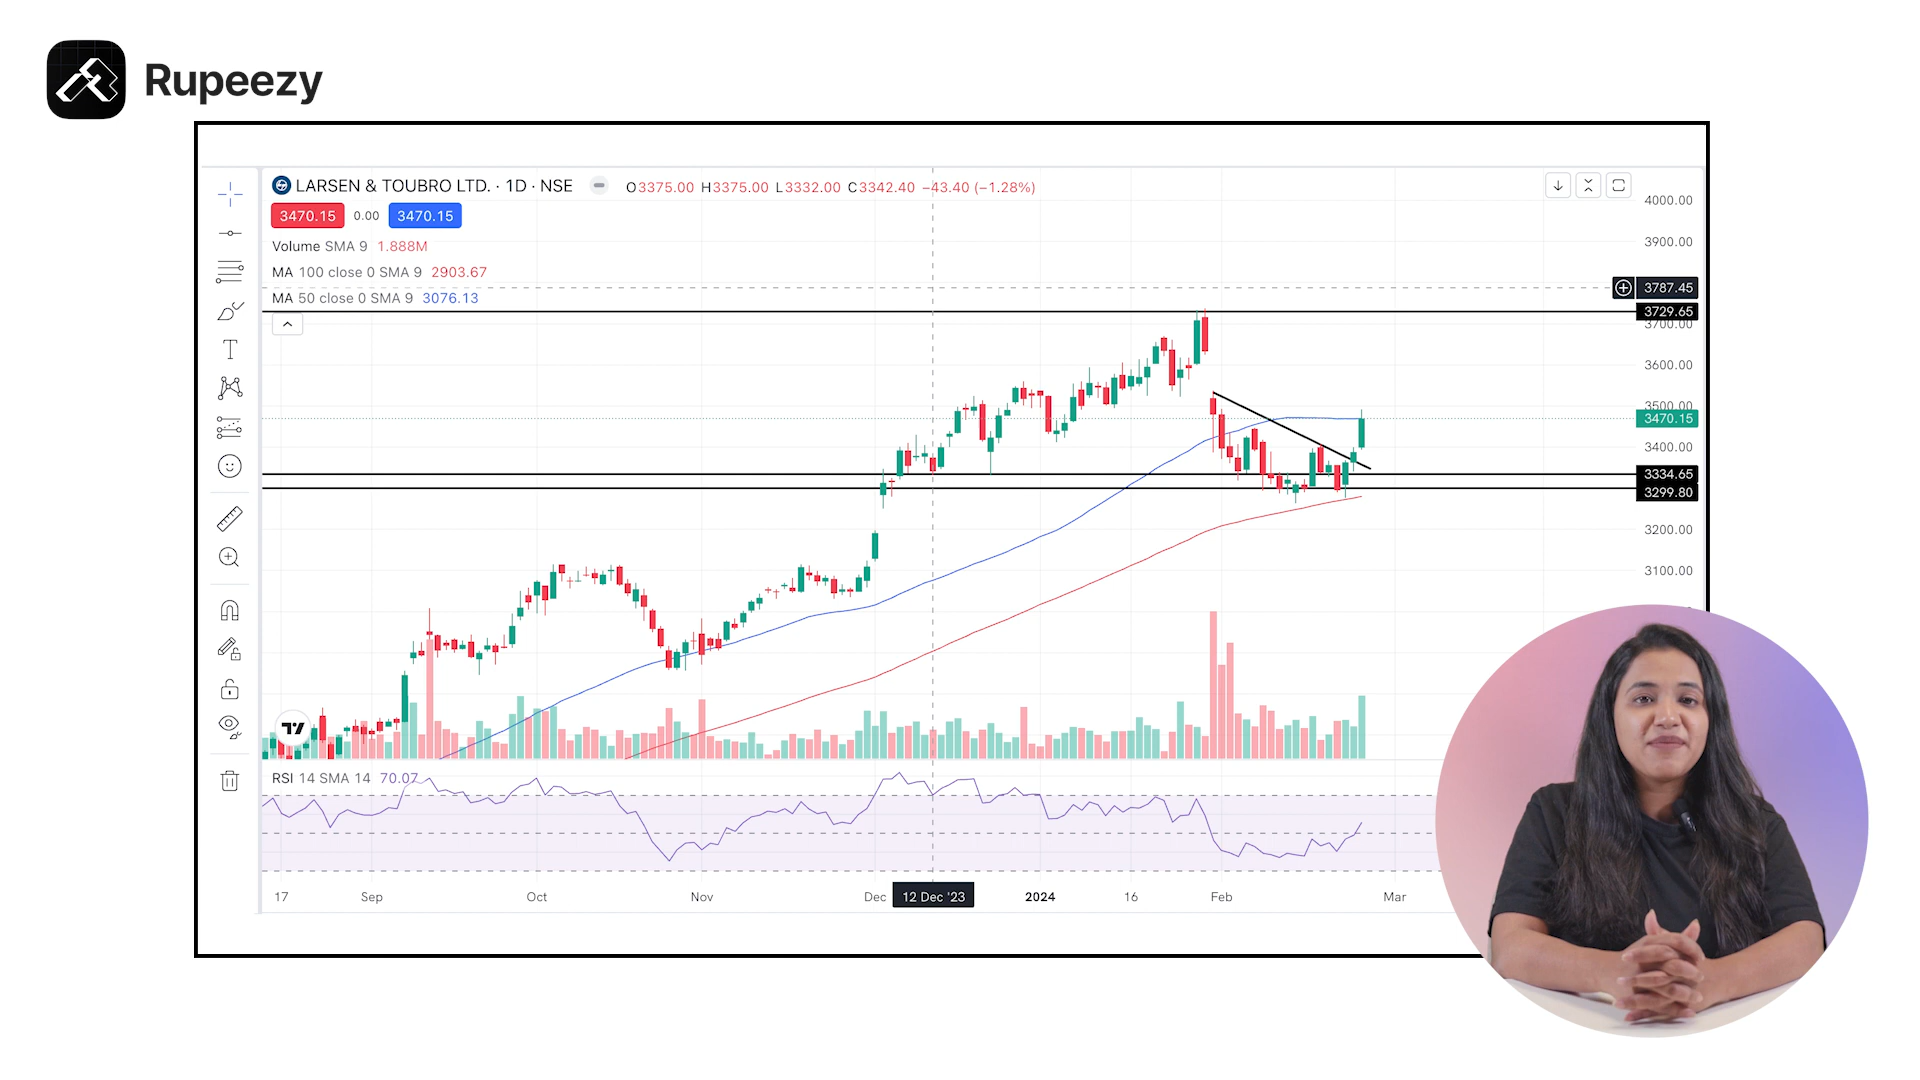 Rupeezy
LARSEN & TOUBRO LTD. · 1D · NSE O3375.00 H3375.00 L3332.00 C3342.40 −43.40 (−1.28%)
3470.15 0.00 3470.15
Volume SMA 9 1.888M
MA 100 close 0 SMA 9 2903.67
MA 50 close 0 SMA 9 3076.13
4000.00
3900.00
3787.45
3729.65
3700.00
3600.00
3500.00
3470.15
3400.00
3334.65
3299.80
3200.00
3100.00
RSI 14 SMA 14 70.07
17 Sep Oct Nov Dec 12 Dec '23 2024 16 Feb Mar